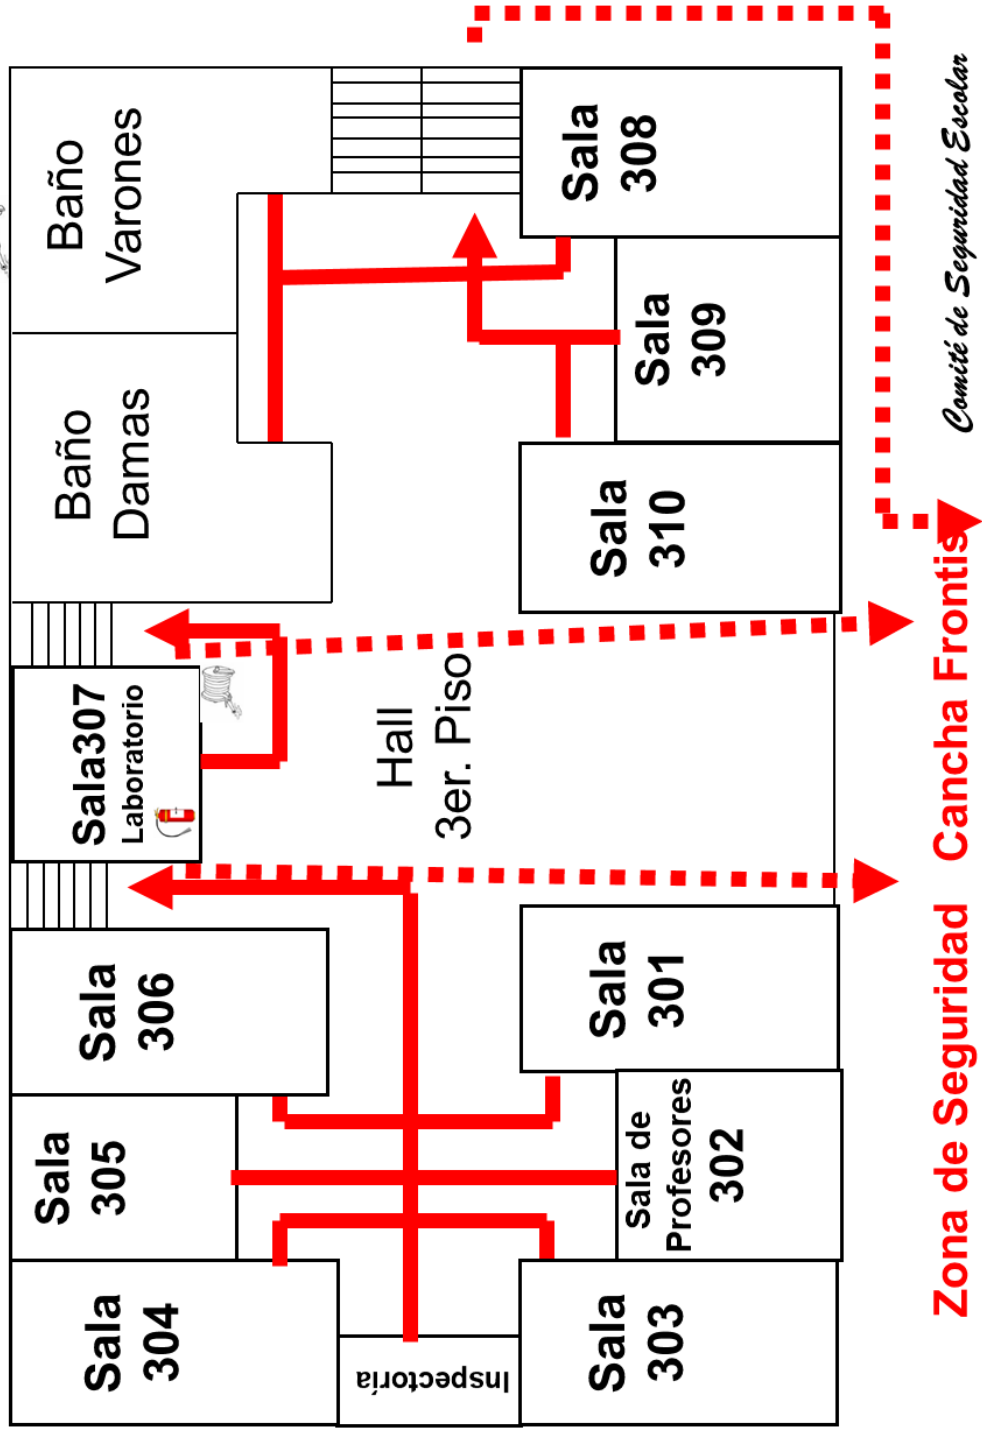 Baño
Varones
Baño
Damas
Sala307
Laboratorio
Sala
306
Sala
305
Sala
304
Inspectoría
Hall
3er. Piso
Sala
308
Sala
309
Sala
310
Sala
301
Sala de
Profesores
302
Sala
303
Zona de Seguridad Cancha Frontis
Comité de Seguridad Escolar